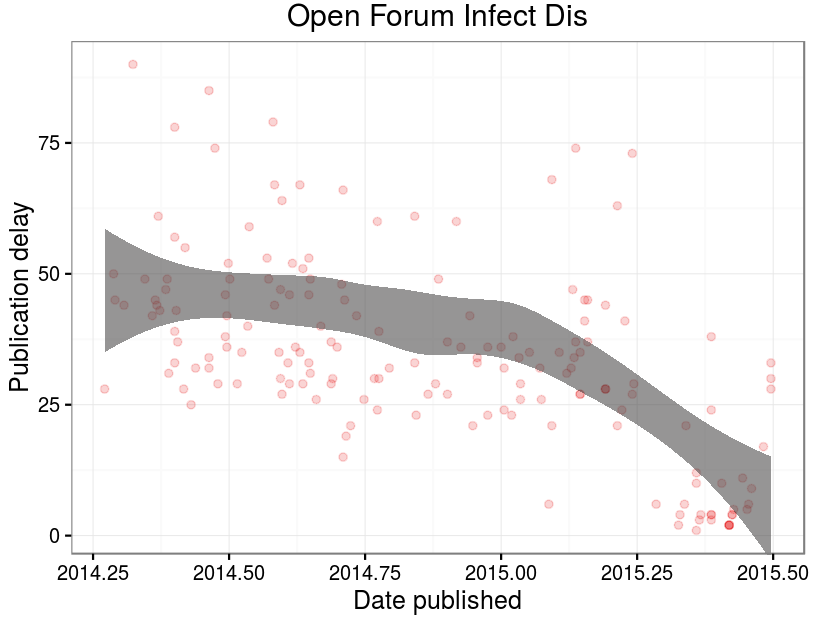 Open Forum Infect Dis
Publication delay
75
50
25
0
2014.25 2014.50 2014.75 2015.00 2015.25 2015.50
Date published